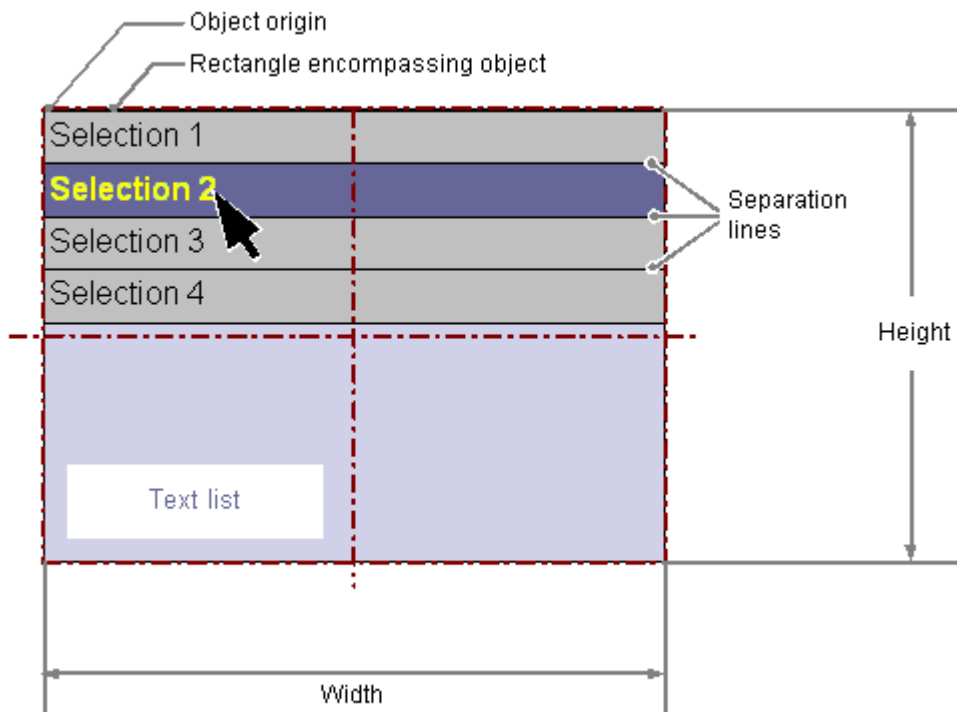 Object origin
Rectangle encompassing object
Selection 1
Selection 2
Separation
lines
Selection 3
Selection 4
Height
Text list
Width